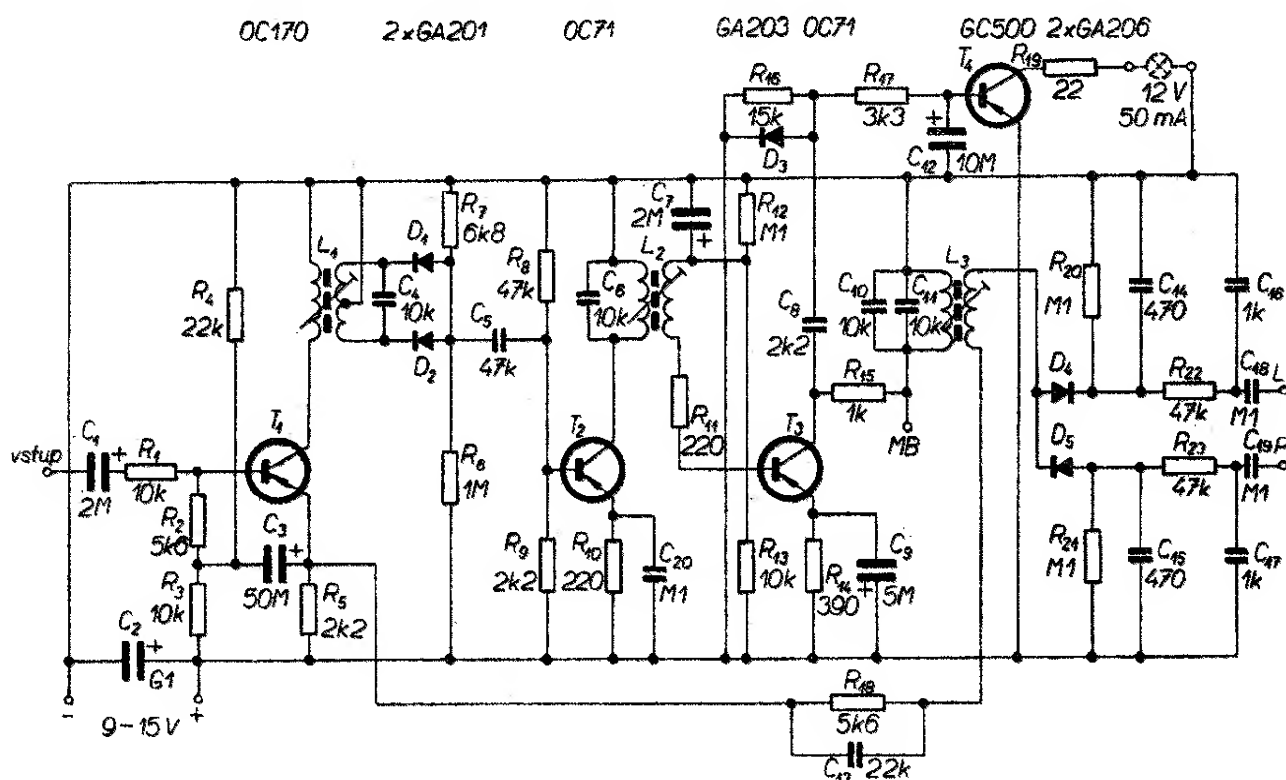 OC170 2xGA201 OC71 GA203 OC71 GC500 2xGA206
T4
R19
22
12 V
50 mA
R16
15k
D3
R17
3k3
+
C12
10M
R4
22k
L1
C4
10k
D1
D2
R7
6k8
C5
47k
R8
47k
C6
10k
L2
C7
2M
+
R12
M1
C8
2k2
C10
10k
C11
10k
L3
R20
M1
C14
470
C16
1k
D4
R22
47k
C18
M1
L
D5
R23
47k
C19
M1
P
R15
1k
MB
R11
220
vstup
C1
+
2M
R1
10k
T1
T2
T3
R2
5k6
R3
10k
C3
+
50M
R5
2k2
R6
1M
R9
2k2
R10
220
C20
M1
R13
10k
R14
390
C9
+
5M
R21
M1
C15
470
C17
1k
C2
+
G1
-
9-15V
+
R18
5k6
C13
22k